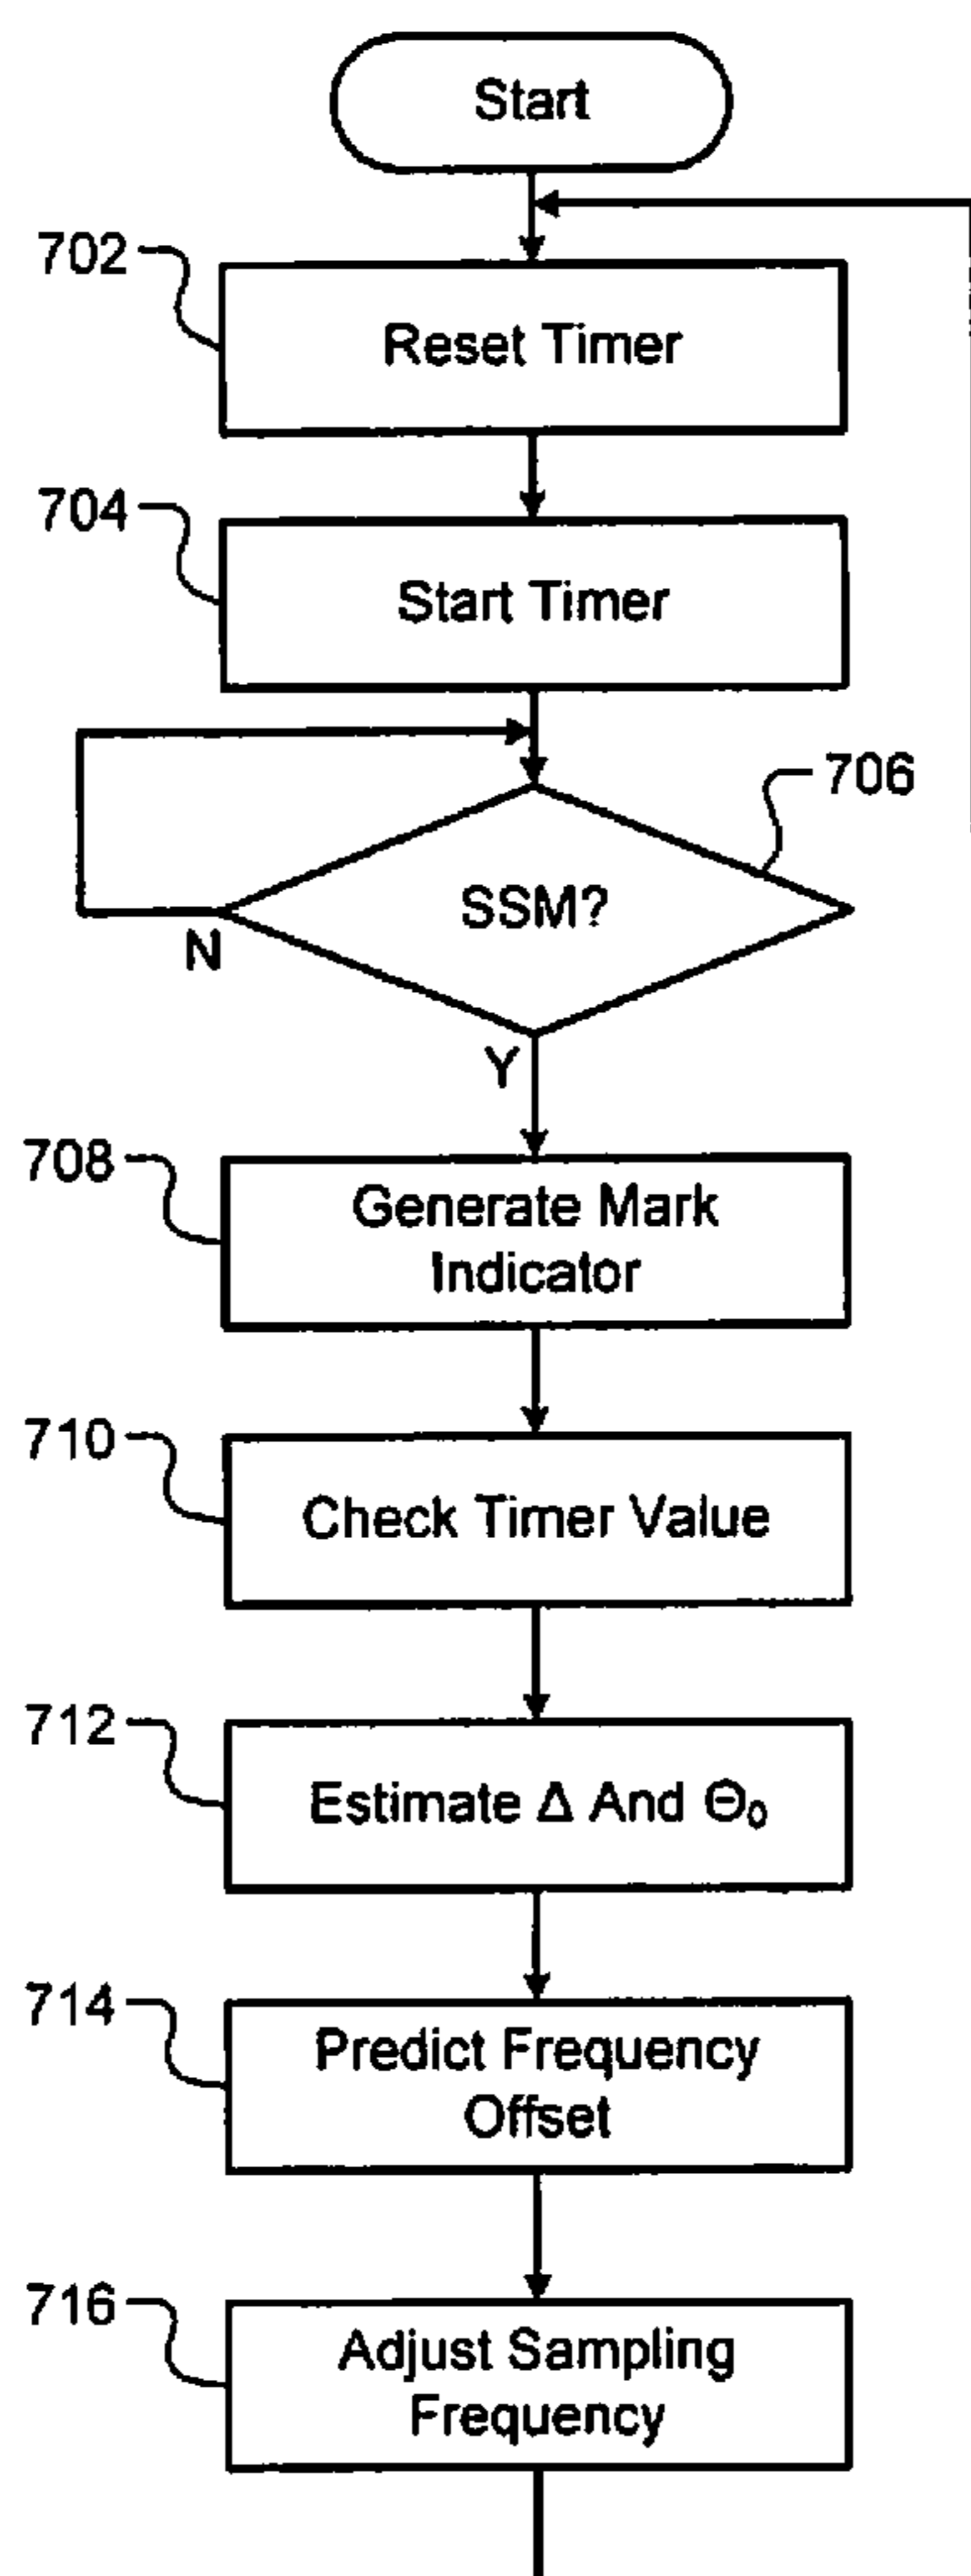 Start
702
Reset Timer
704
Start Timer
706
SSM?
N
Y
708
Generate Mark
Indicator
710
Check Timer Value
712
Estimate Δ And Θ₀
714
Predict Frequency
Offset
716
Adjust Sampling
Frequency